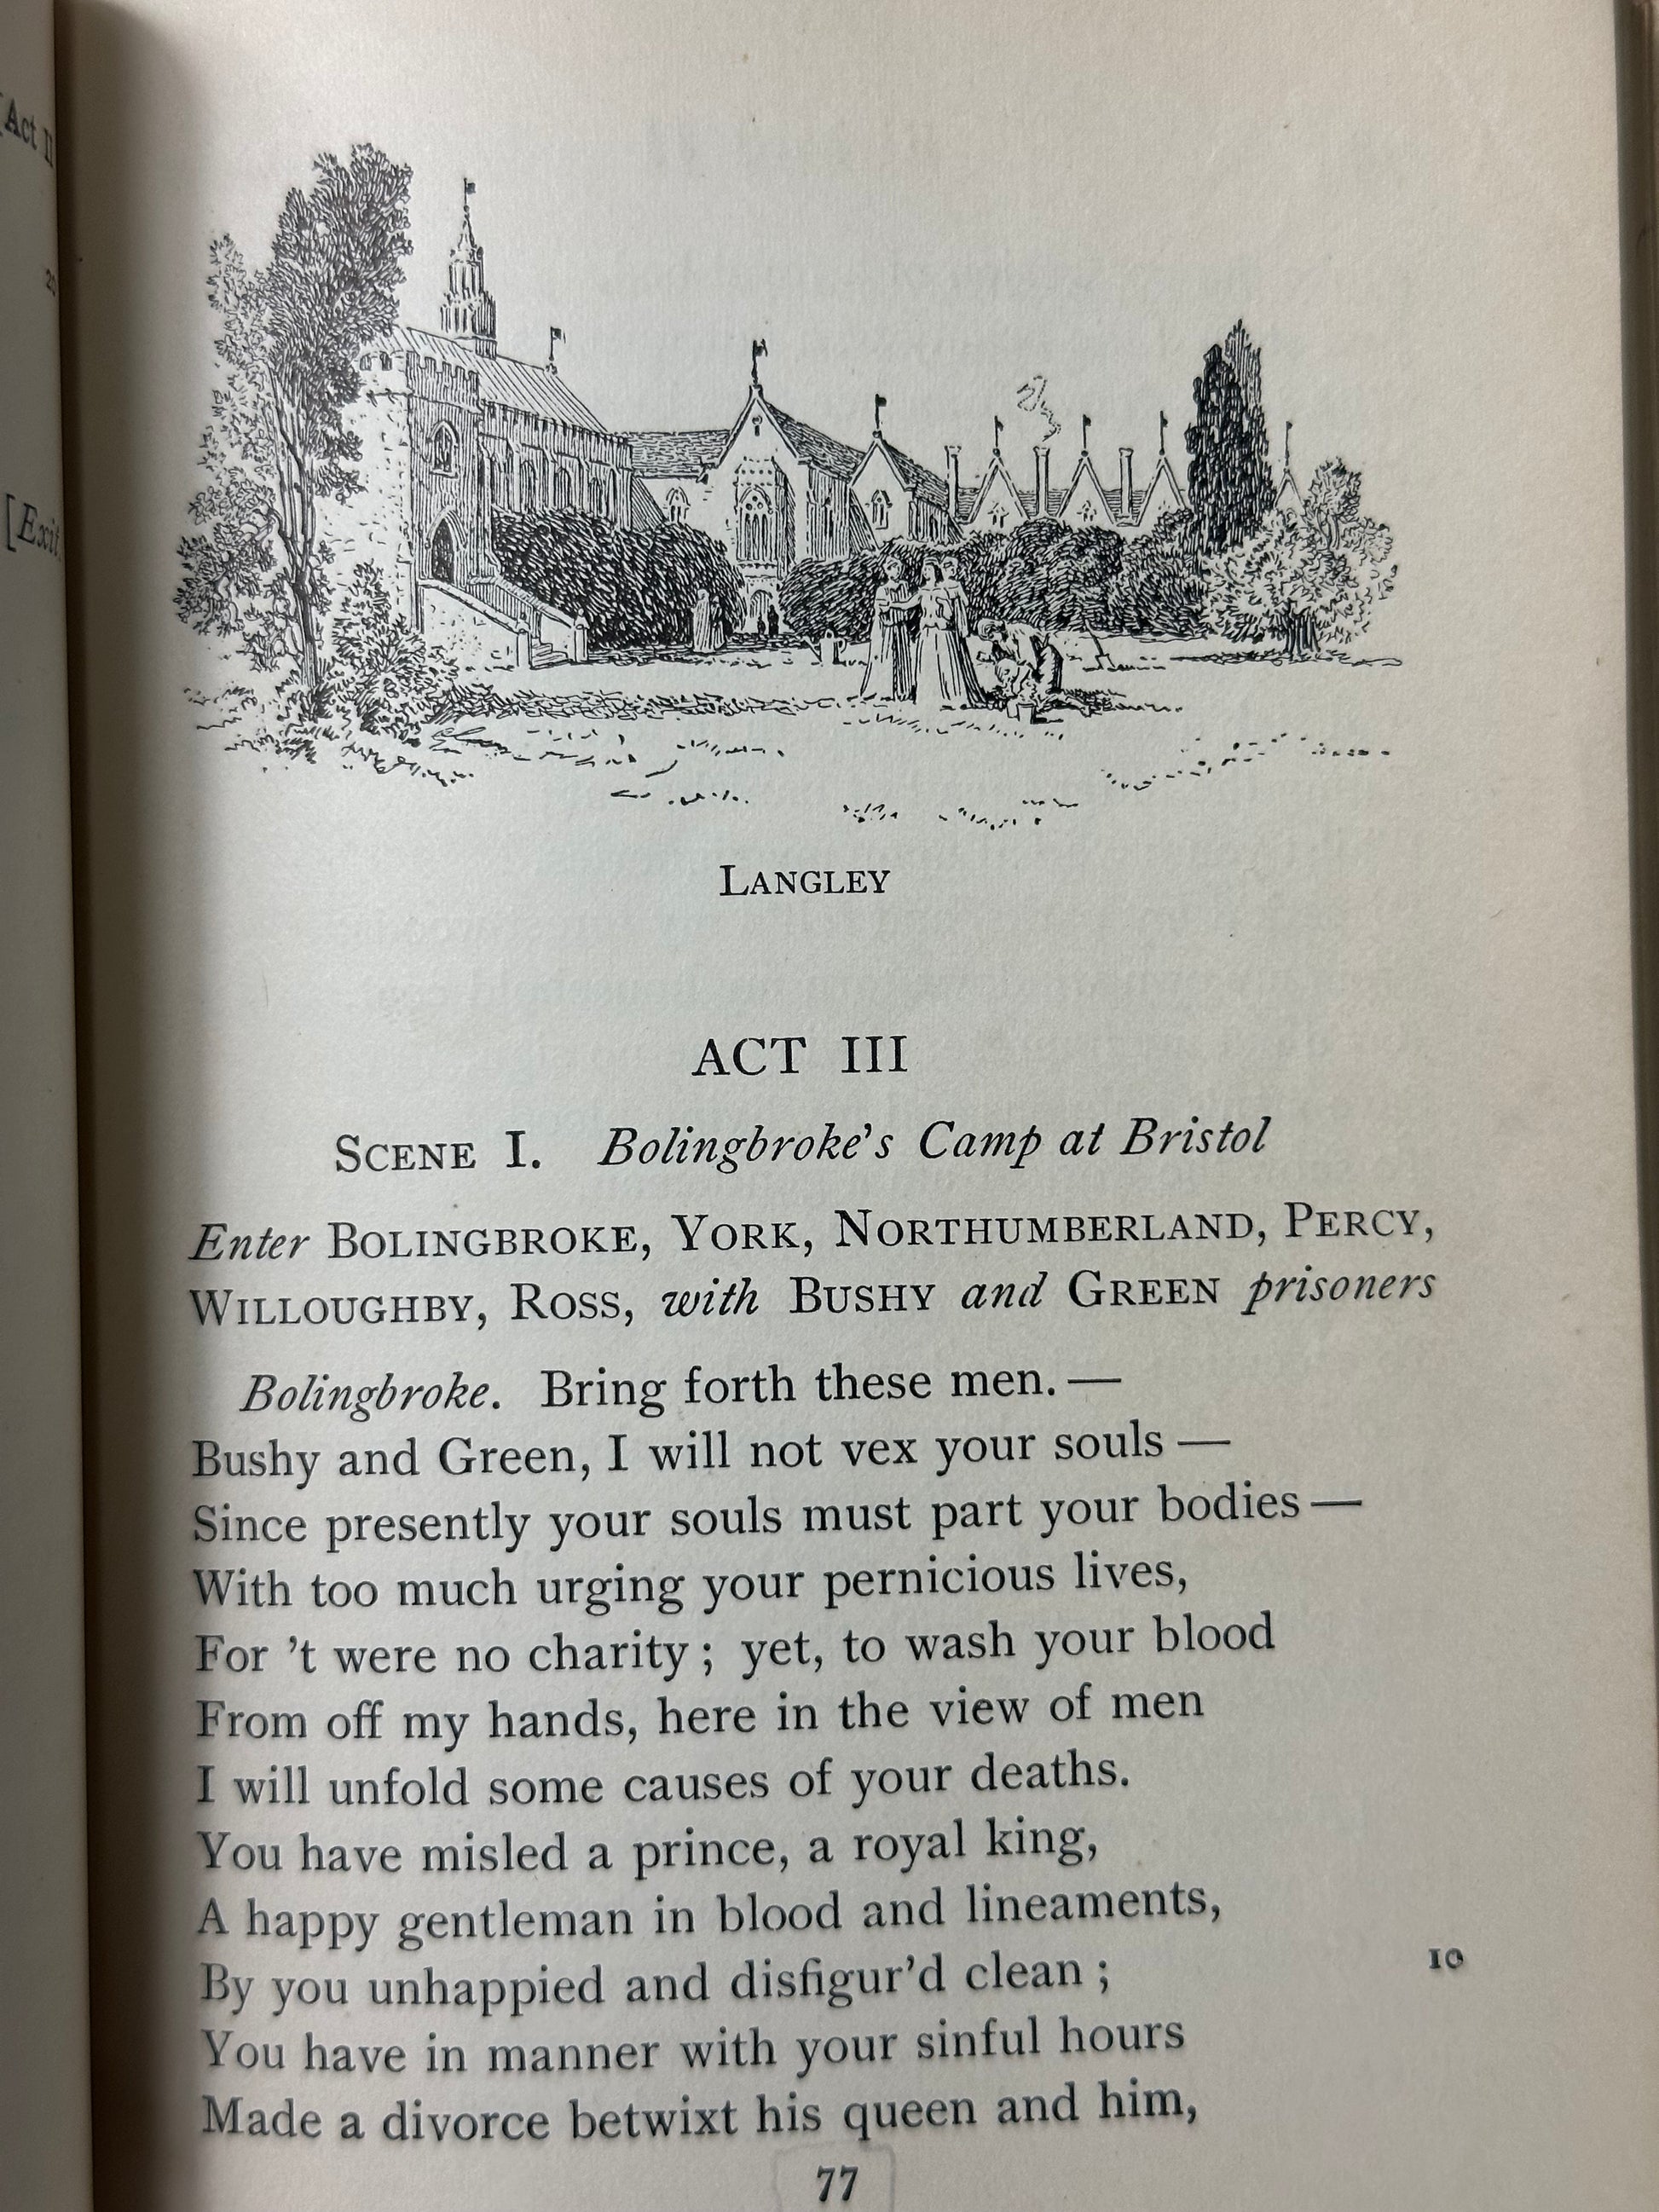 [Act II
20
[Exit
LANGLEY
ACT III
SCENE I. Bolingbroke's Camp at Bristol
Enter BOLINGBROKE, YORK, NORTHUMBERLAND, PERCY,
WILLOUGHBY, ROSS, with BUSHY and GREEN prisoners
Bolingbroke. Bring forth these men. —
Bushy and Green, I will not vex your souls —
Since presently your souls must part your bodies —
With too much urging your pernicious lives,
For 't were no charity ; yet, to wash your blood
From off my hands, here in the view of men
I will unfold some causes of your deaths.
You have misled a prince, a royal king,
A happy gentleman in blood and lineaments,
By you unhappied and disfigur'd clean ; 10
You have in manner with your sinful hours
Made a divorce betwixt his queen and him,
77